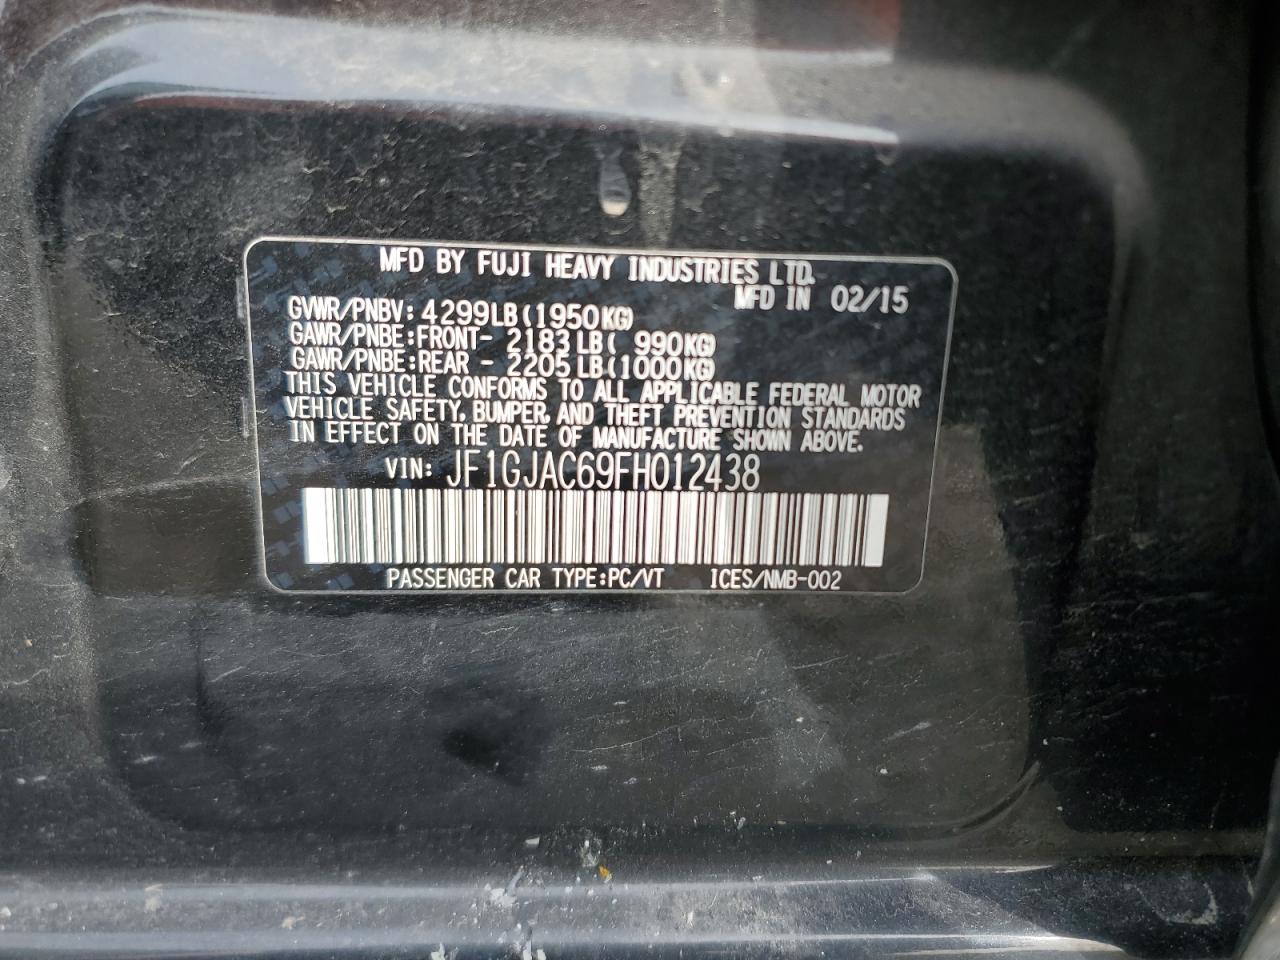 MFD BY FUJI HEAVY INDUSTRIES LTD.
MFD IN 02/15
GVWR/PNBV: 4299LB(1950KG)
GAWR/PNBE:FRONT- 2183LB( 990KG)
GAWR/PNBE:REAR - 2205LB(1000KG)
THIS VEHICLE CONFORMS TO ALL APPLICABLE FEDERAL MOTOR
VEHICLE SAFETY, BUMPER, AND THEFT PREVENTION STANDARDS
IN EFFECT ON THE DATE OF MANUFACTURE SHOWN ABOVE.
VIN: JF1GJAC69FH012438
PASSENGER CAR TYPE:PC/VT ICES/NMB-002